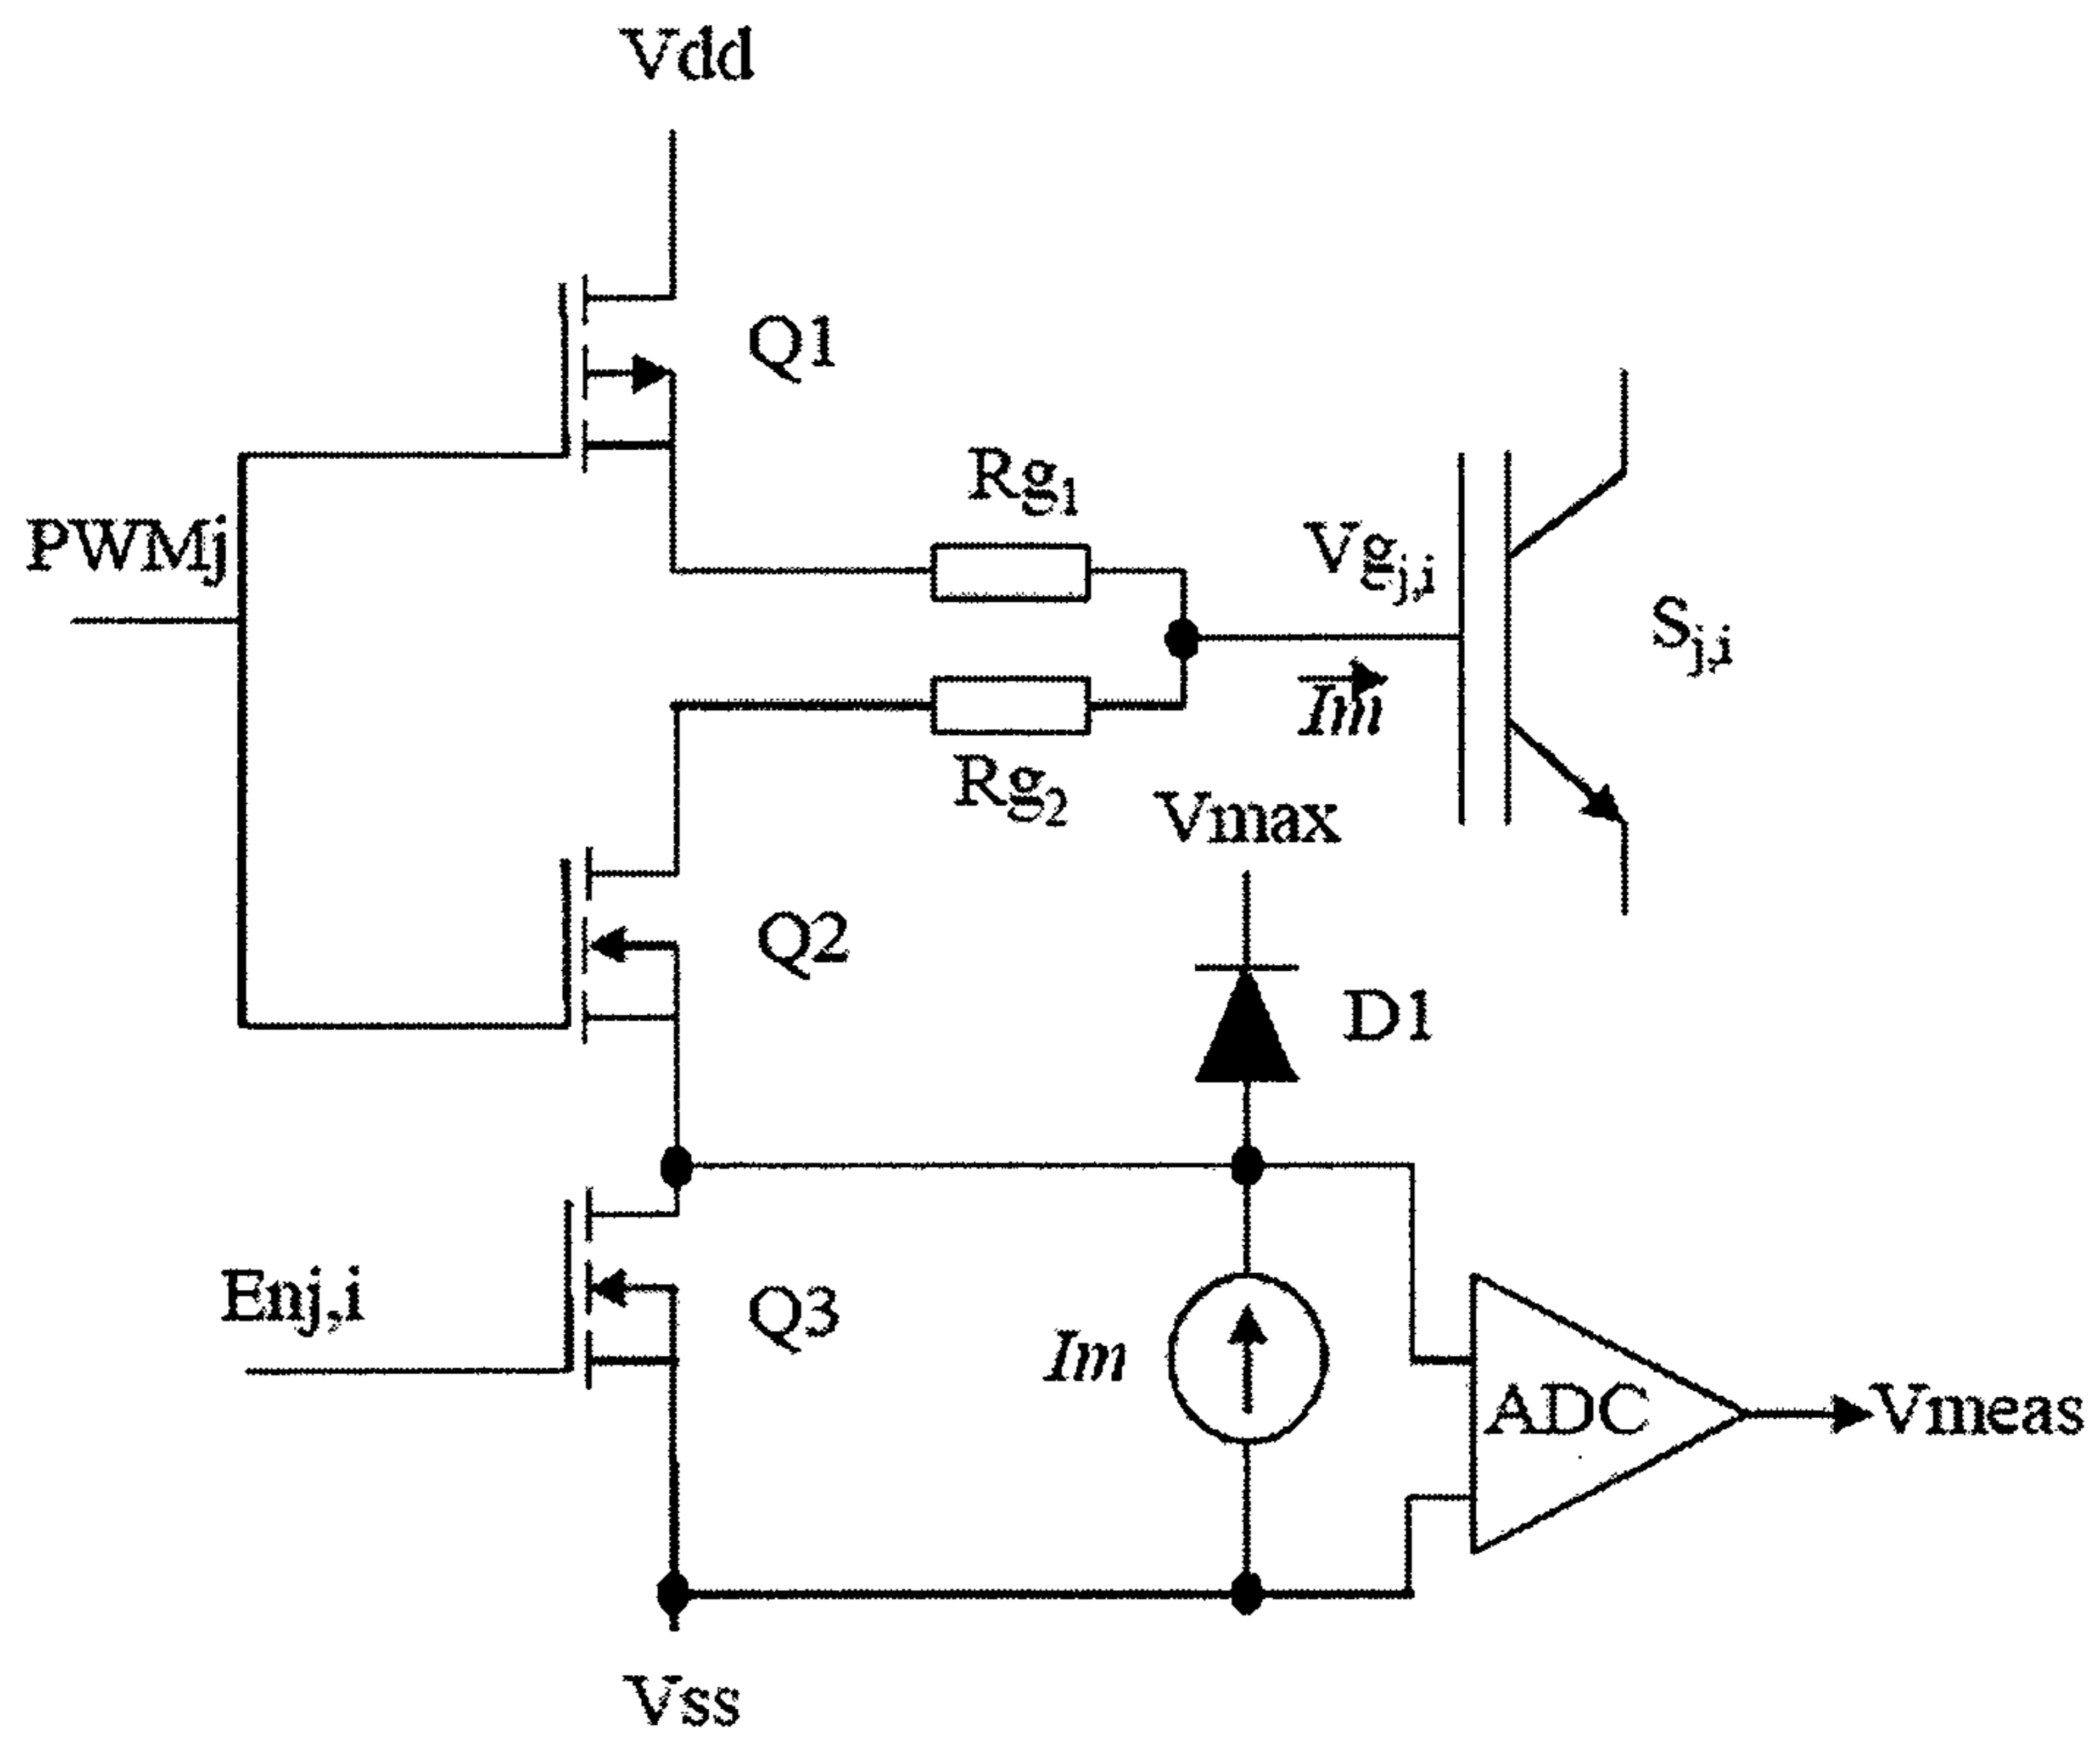 Vdd
Q1
Rg1
PWMj
Vgj,i
Sj,i
Im
Rg2
Vmax
Q2
D1
Enj,i
Q3
Im
ADC
Vmeas
Vss